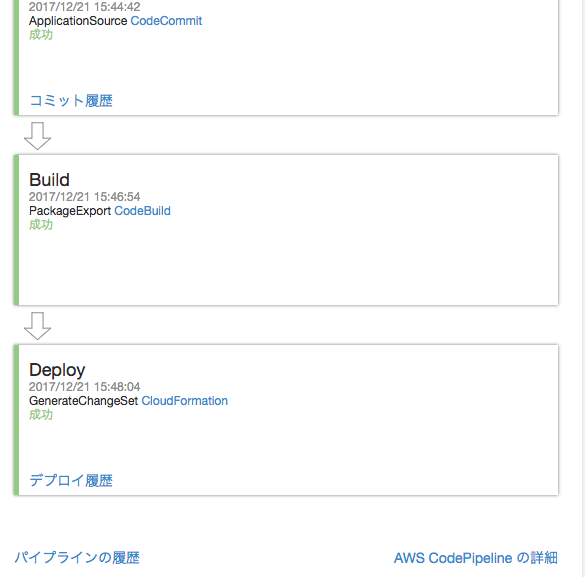 2017/12/21 15:44:42
ApplicationSource CodeCommit
成功
コミット履歴
Build
2017/12/21 15:46:54
PackageExport CodeBuild
成功
Deploy
2017/12/21 15:48:04
GenerateChangeSet CloudFormation
成功
デプロイ履歴
パイプラインの履歴
AWS CodePipeline の詳細